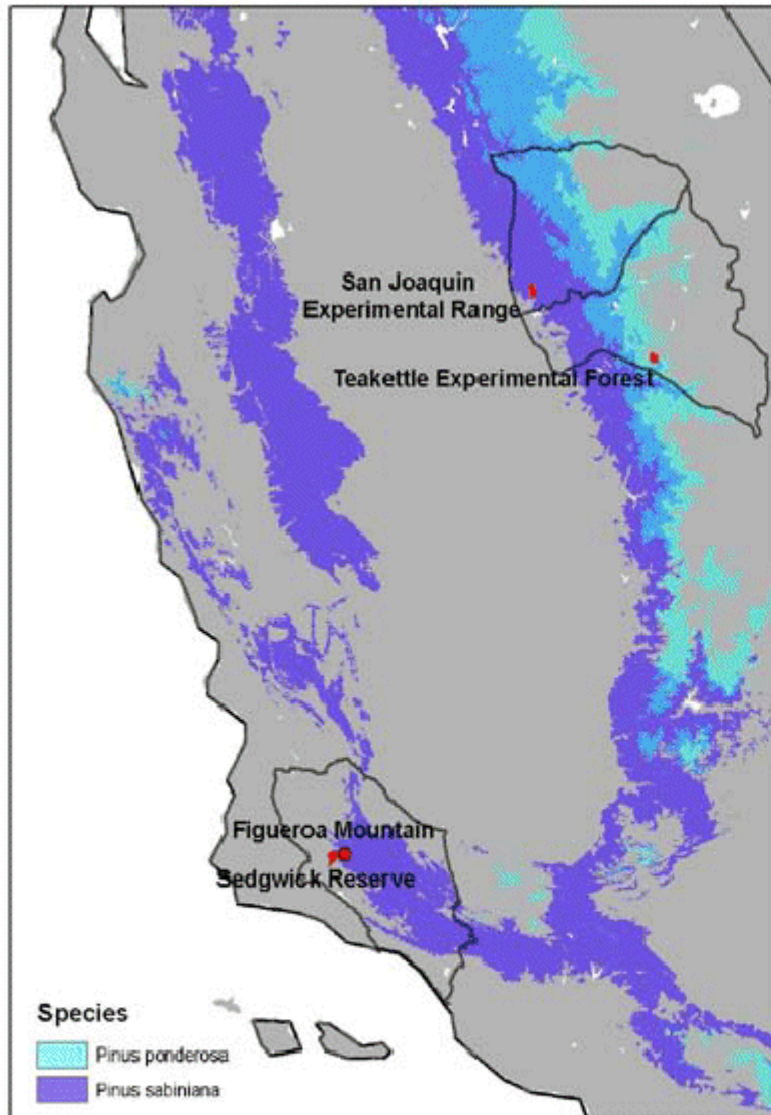 San Joaquin
Experimental Range
Teakettle Experimental Forest
Figueroa Mountain
Sedgwick Reserve
Species
Pinus ponderosa
Pinus sabiniana